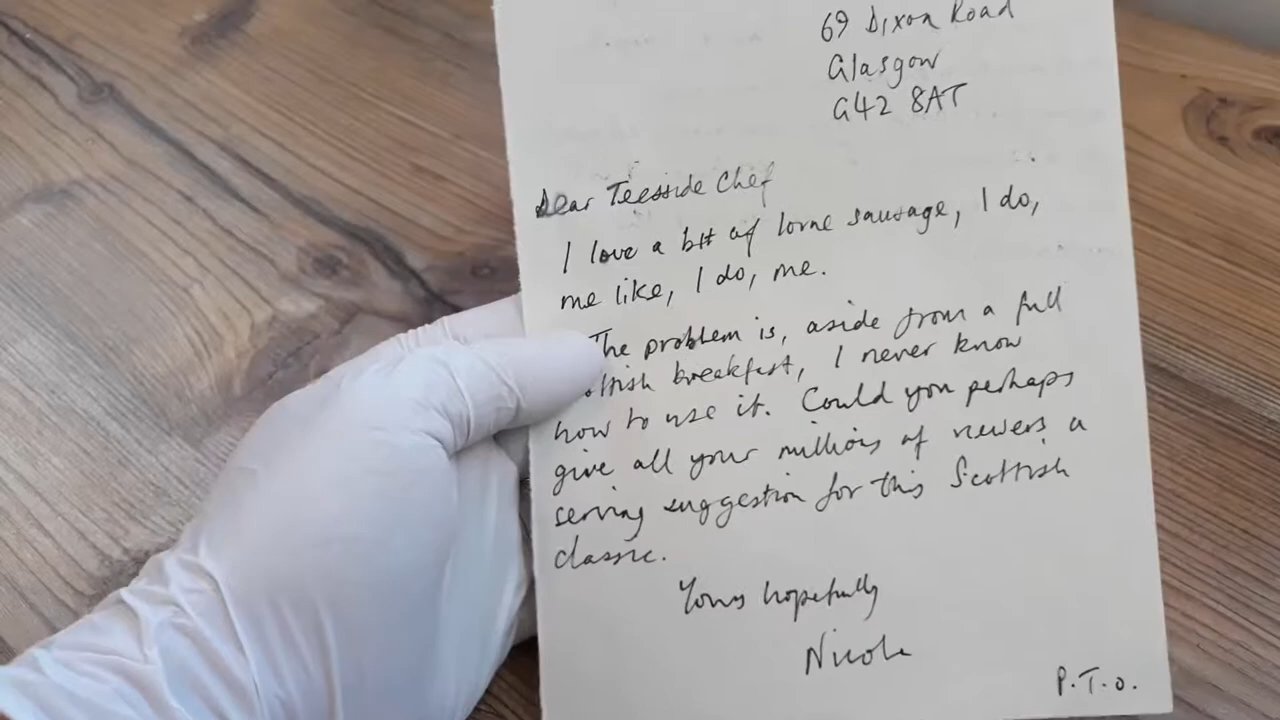 69 Dixon Road
Glasgow
G42 8AT
Dear Teesside Chef
I love a bit of lorne sausage, I do,
me like, I do, me.
The problem is, aside from a full
ottish breakfast, I never know
how to use it. Could you perhaps
give all your millions of viewers a
serving suggestion for this Scottish
classic.
Yours hopefully
Nicole
P.T.O.